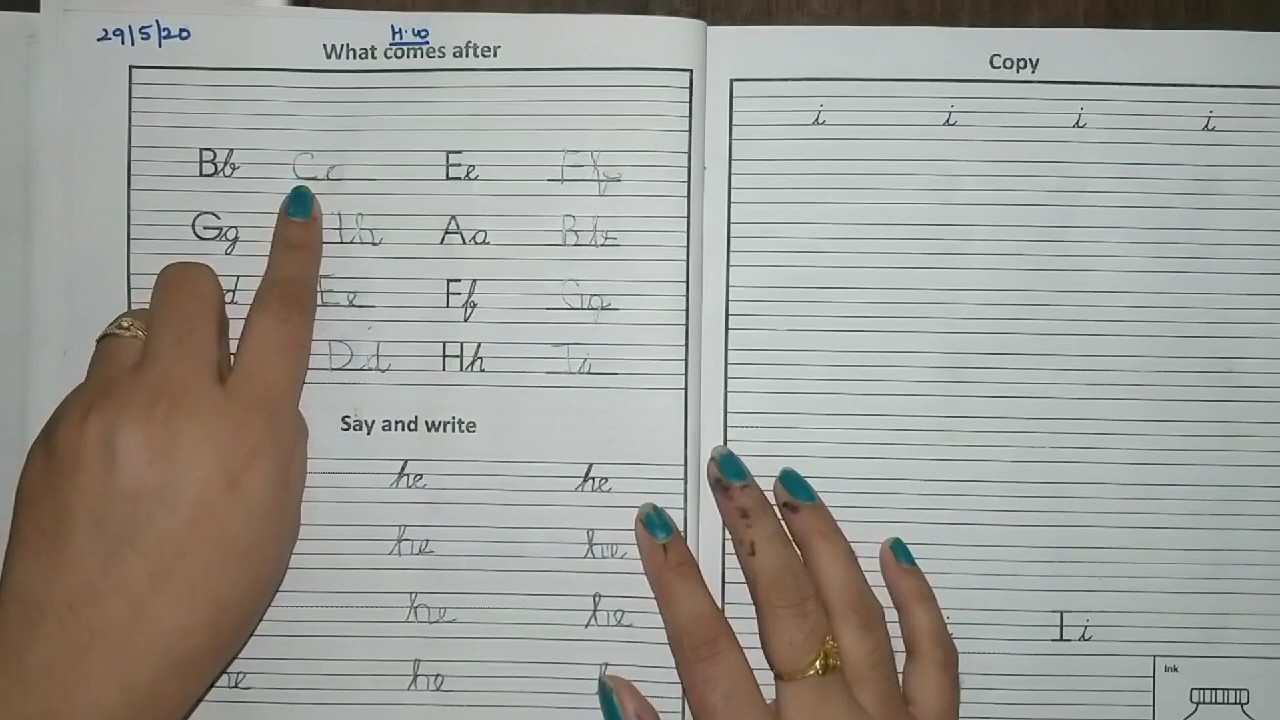 29/5/20 H.W
What comes after
Bb Cc Ee Ff
Gg Hh Aa Bb
d Ee Ff Gg
Dd Hh Ii
Say and write
he he
he he
he he
he he
Copy
i i i i
I i
Ink